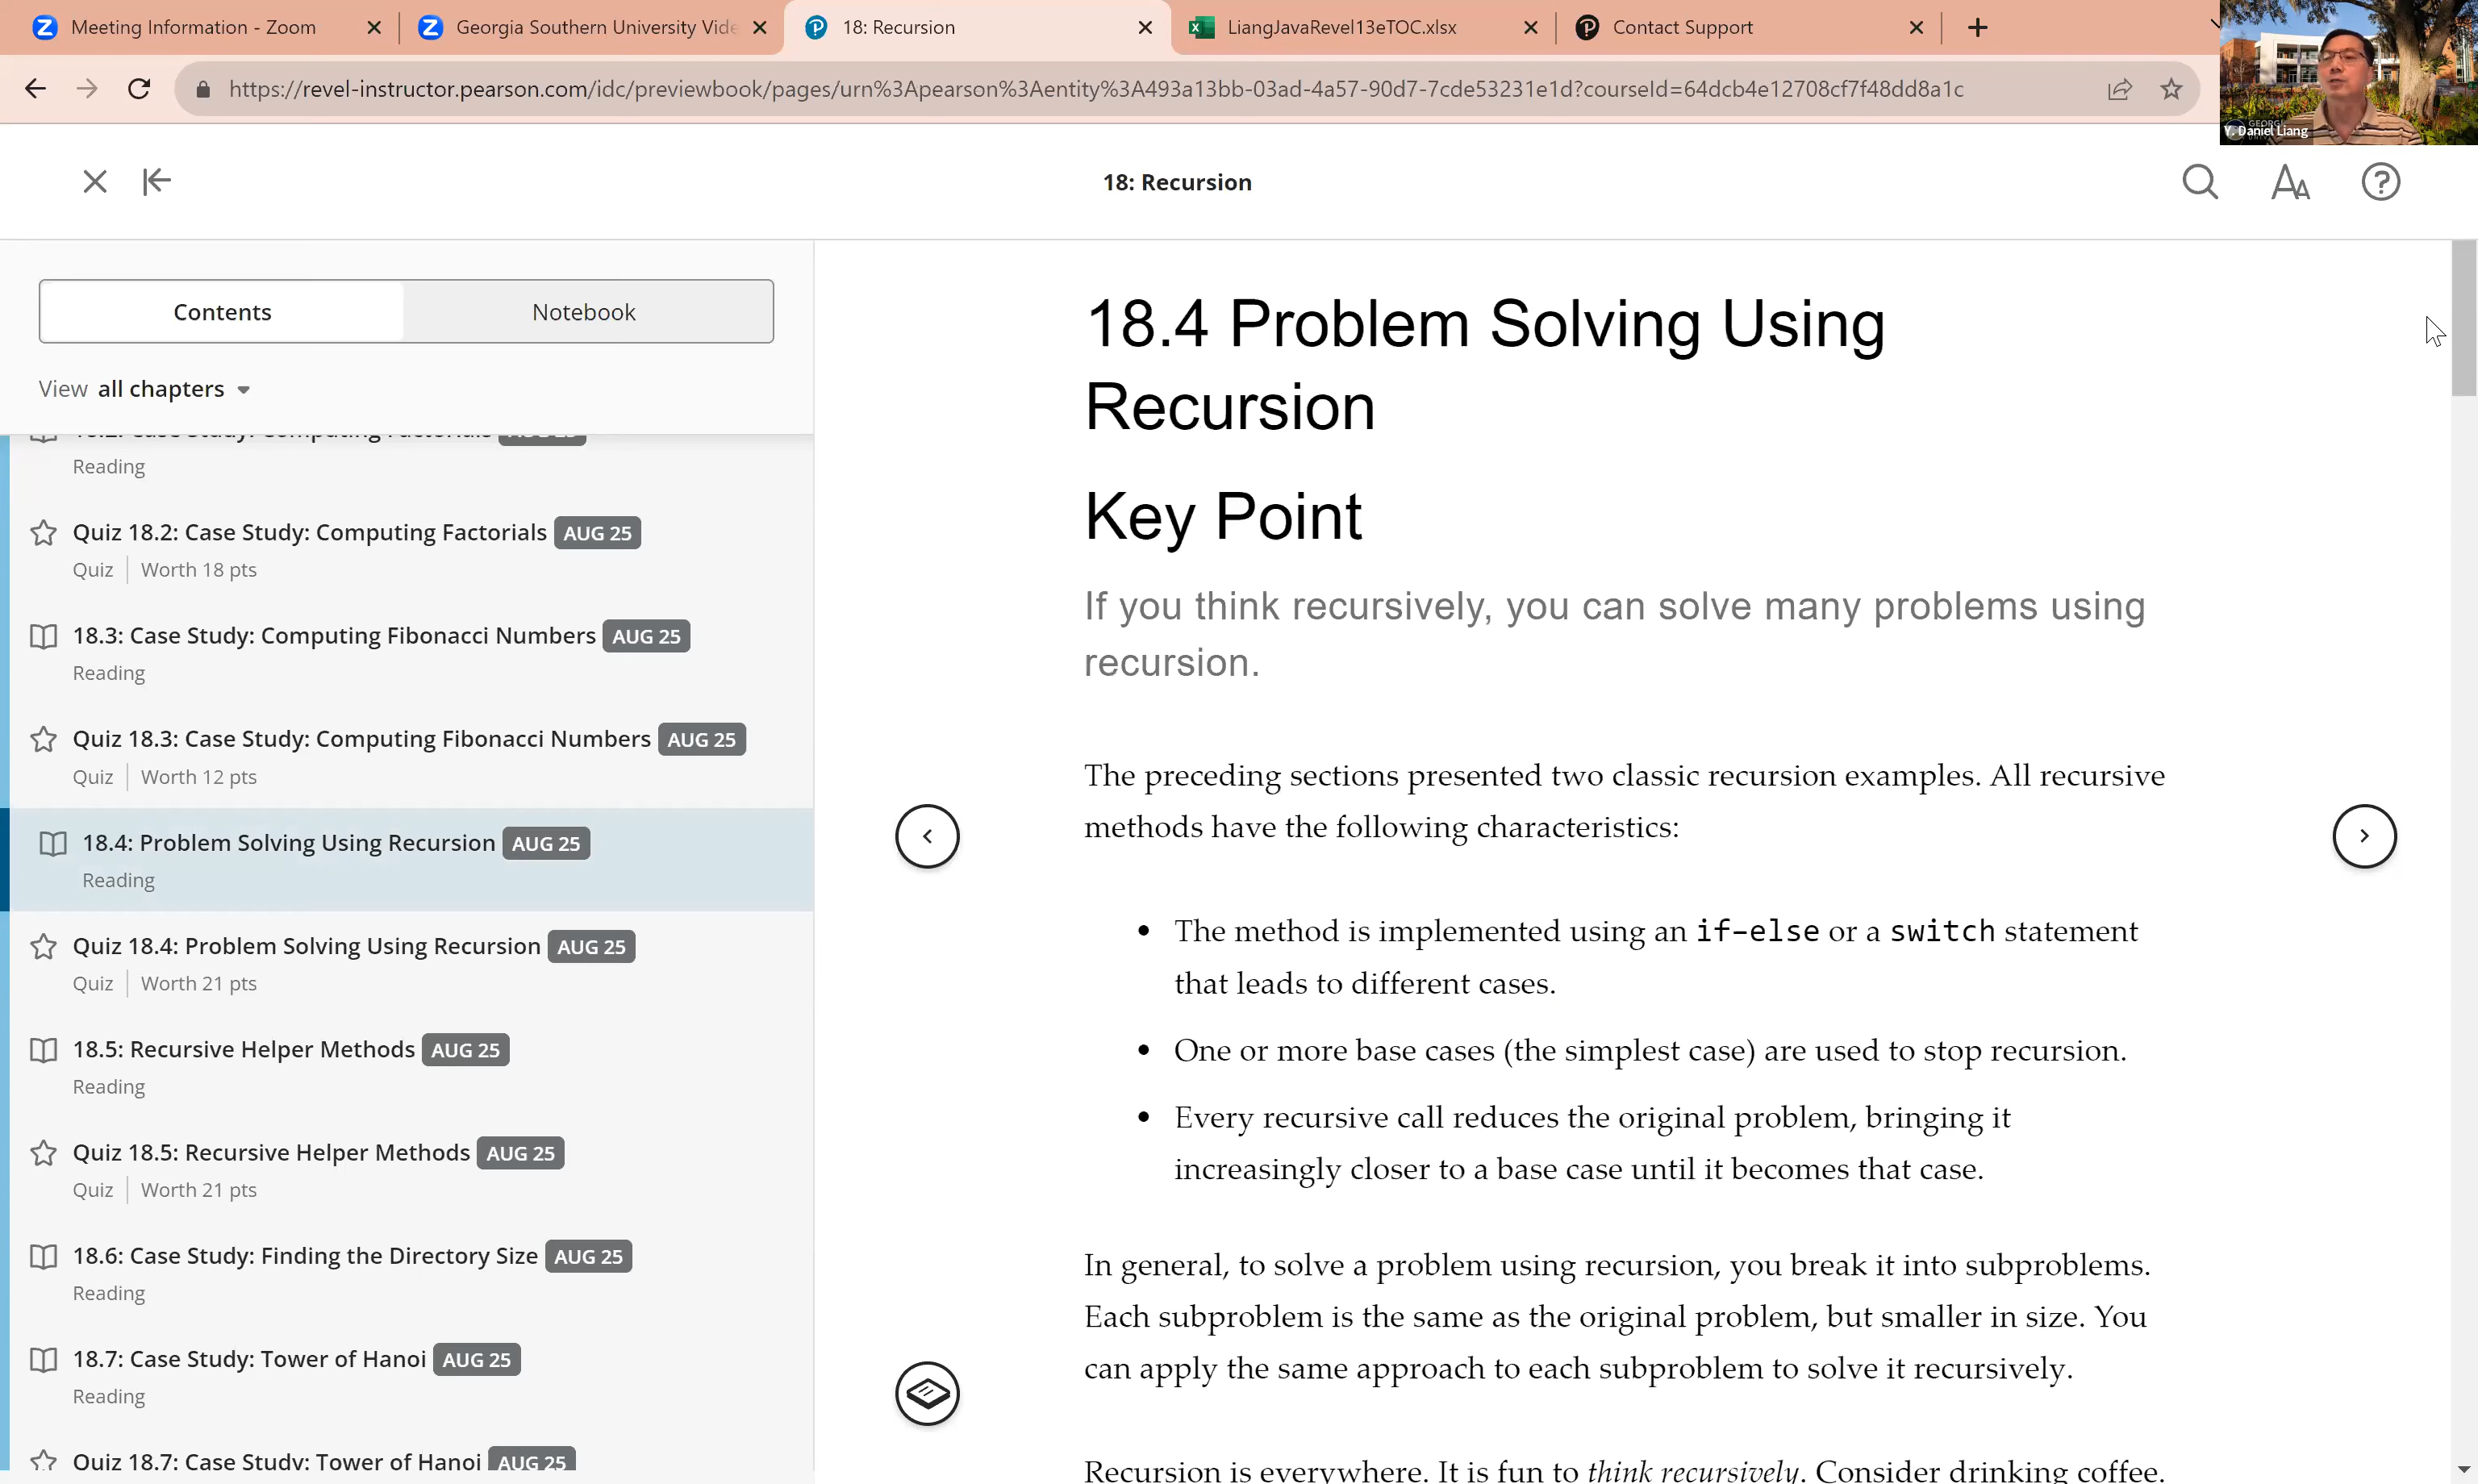 Meeting Information - Zoom
Georgia Southern University Vide
18: Recursion
LiangJavaRevel13eTOC.xlsx
Contact Support
https://revel-instructor.pearson.com/idc/previewbook/pages/urn%3Apearson%3Aentity%3A493a13bb-03ad-4a57-90d7-7cde53231e1d?courseId=64dcb4e12708cf7f48dd8a1c
Y. Daniel Liang
18: Recursion
Contents
Notebook
View all chapters
18.2: Case Study: Computing Factorials AUG 25
Reading
Quiz 18.2: Case Study: Computing Factorials AUG 25
Quiz Worth 18 pts
18.3: Case Study: Computing Fibonacci Numbers AUG 25
Reading
Quiz 18.3: Case Study: Computing Fibonacci Numbers AUG 25
Quiz Worth 12 pts
18.4: Problem Solving Using Recursion AUG 25
Reading
Quiz 18.4: Problem Solving Using Recursion AUG 25
Quiz Worth 21 pts
18.5: Recursive Helper Methods AUG 25
Reading
Quiz 18.5: Recursive Helper Methods AUG 25
Quiz Worth 21 pts
18.6: Case Study: Finding the Directory Size AUG 25
Reading
18.7: Case Study: Tower of Hanoi AUG 25
Reading
Quiz 18.7: Case Study: Tower of Hanoi AUG 25
18.4 Problem Solving Using
Recursion
Key Point
If you think recursively, you can solve many problems using
recursion.
The preceding sections presented two classic recursion examples. All recursive
methods have the following characteristics:
• The method is implemented using an if-else or a switch statement
that leads to different cases.
• One or more base cases (the simplest case) are used to stop recursion.
• Every recursive call reduces the original problem, bringing it
increasingly closer to a base case until it becomes that case.
In general, to solve a problem using recursion, you break it into subproblems.
Each subproblem is the same as the original problem, but smaller in size. You
can apply the same approach to each subproblem to solve it recursively.
Recursion is everywhere. It is fun to think recursively. Consider drinking coffee.